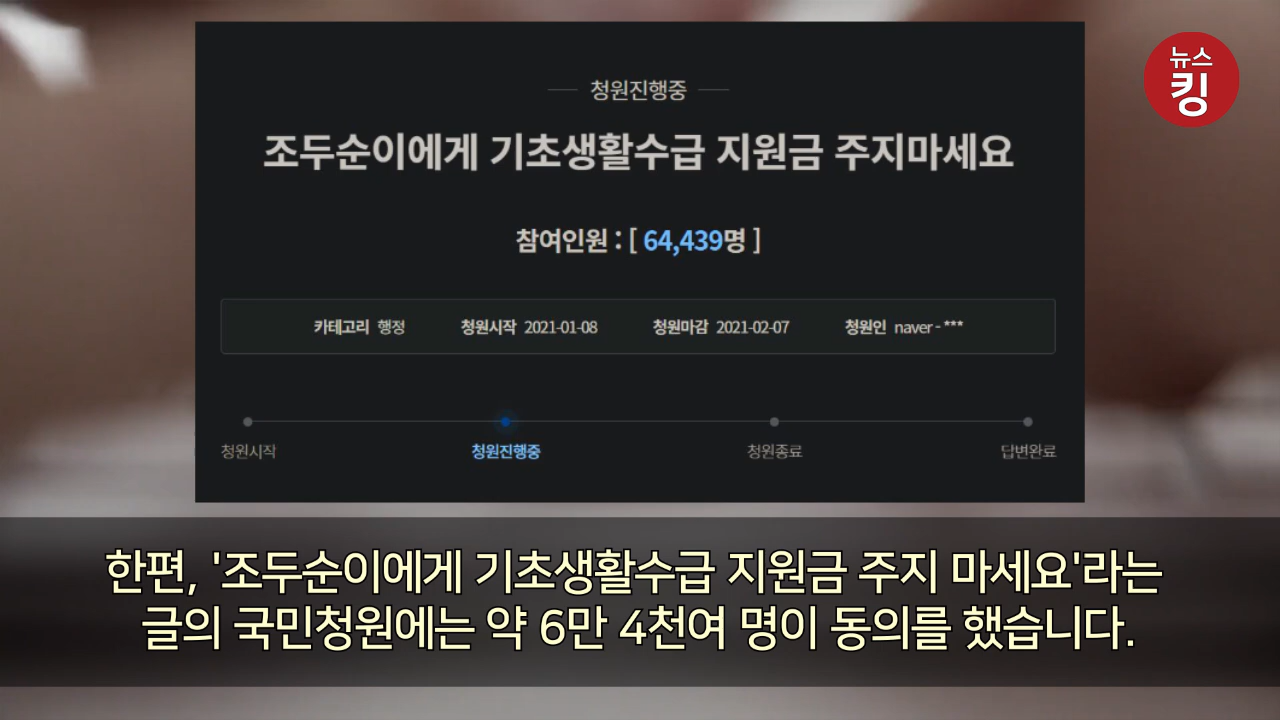 뉴스
킹
청원진행중
조두순이에게 기초생활수급 지원금 주지마세요
참여인원 : [ 64,439명 ]
카테고리 행정 청원시작 2021-01-08 청원마감 2021-02-07 청원인 naver - ***
청원시작 청원진행중 청원종료 답변완료
한편, '조두순이에게 기초생활수급 지원금 주지 마세요'라는
글의 국민청원에는 약 6만 4천여 명이 동의를 했습니다.